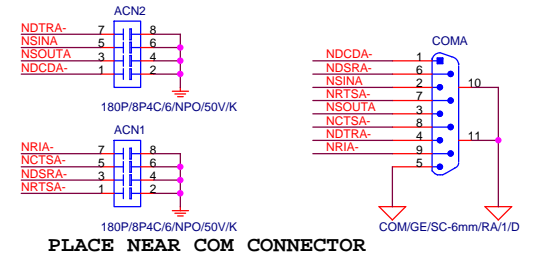 ACN2
NDTRA- 7 8
NSINA 5 6
NSOUTA 3 4
NDCDA- 1 2
180P/8P4C/6/NPO/50V/K
ACN1
NRIA- 7 8
NCTSA- 5 6
NDSRA- 3 4
NRTSA- 1 2
180P/8P4C/6/NPO/50V/K
COMA
NDCDA- 1
NDSRA- 6
NSINA 2 10
NRTSA- 7
NSOUTA 3
NCTSA- 8
NDTRA- 4 11
NRIA- 9
5
COM/GE/SC-6mm/RA/1/D
PLACE NEAR COM CONNECTOR